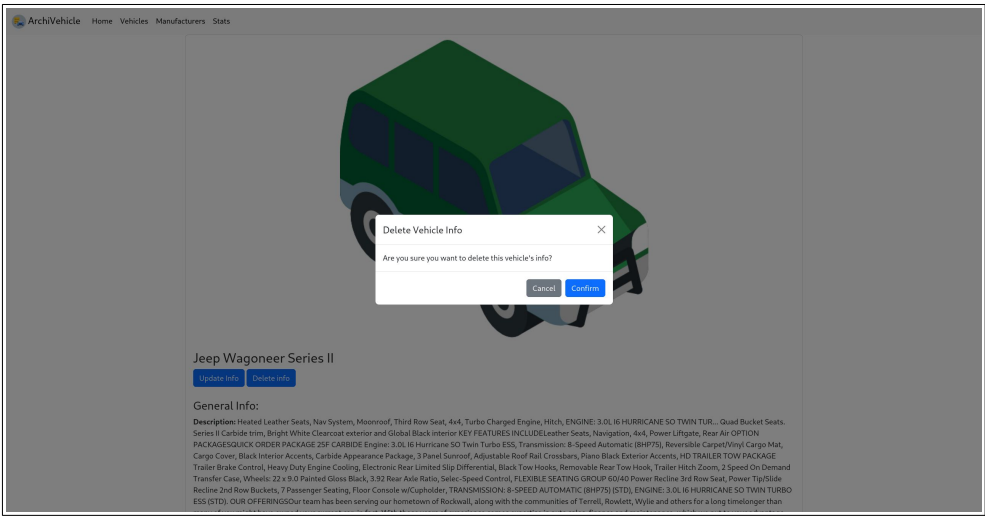 ArchiVehicle Home Vehicles Manufacturers Stats
Delete Vehicle Info
Are you sure you want to delete this vehicle's info?
Cancel Confirm
Jeep Wagoneer Series II
Update Info Delete info
General Info:
Description: Heated Leather Seats, Nav System, Moonroof, Third Row Seat, 4x4, Turbo Charged Engine, Hitch, ENGINE: 3.0L I6 HURRICANE SO TWIN TUR... Quad Bucket Seats.
Series II Carbide trim, Bright White Clearcoat exterior and Global Black interior KEY FEATURES INCLUDELeather Seats, Navigation, 4x4, Power Liftgate, Rear Air OPTION
PACKAGESQUICK ORDER PACKAGE 25F CARBIDE Engine: 3.0L I6 Hurricane SO Twin Turbo ESS, Transmission: 8-Speed Automatic (8HP75), Reversible Carpet/Vinyl Cargo Mat,
Cargo Cover, Black Interior Accents, Carbide Appearance Package, 3 Panel Sunroof, Adjustable Roof Rail Crossbars, Piano Black Exterior Accents, HD TRAILER TOW PACKAGE
Trailer Brake Control, Heavy Duty Engine Cooling, Electronic Rear Limited Slip Differential, Black Tow Hooks, Removable Rear Tow Hook, Trailer Hitch Zoom, 2 Speed On Demand
Transfer Case, Wheels: 22 x 9.0 Painted Gloss Black, 3.92 Rear Axle Ratio, Selec-Speed Control, FLEXIBLE SEATING GROUP 60/40 Power Recline 3rd Row Seat, Power Tip/Slide
Recline 2nd Row Buckets, 7 Passenger Seating, Floor Console w/Cupholder, TRANSMISSION: 8-SPEED AUTOMATIC (8HP75) (STD), ENGINE: 3.0L I6 HURRICANE SO TWIN TURBO
ESS (STD). OUR OFFERINGSOur team has been serving our hometown of Rockwall, along with the communities of Terrell, Rowlett, Wylie and others for a long timelonger than